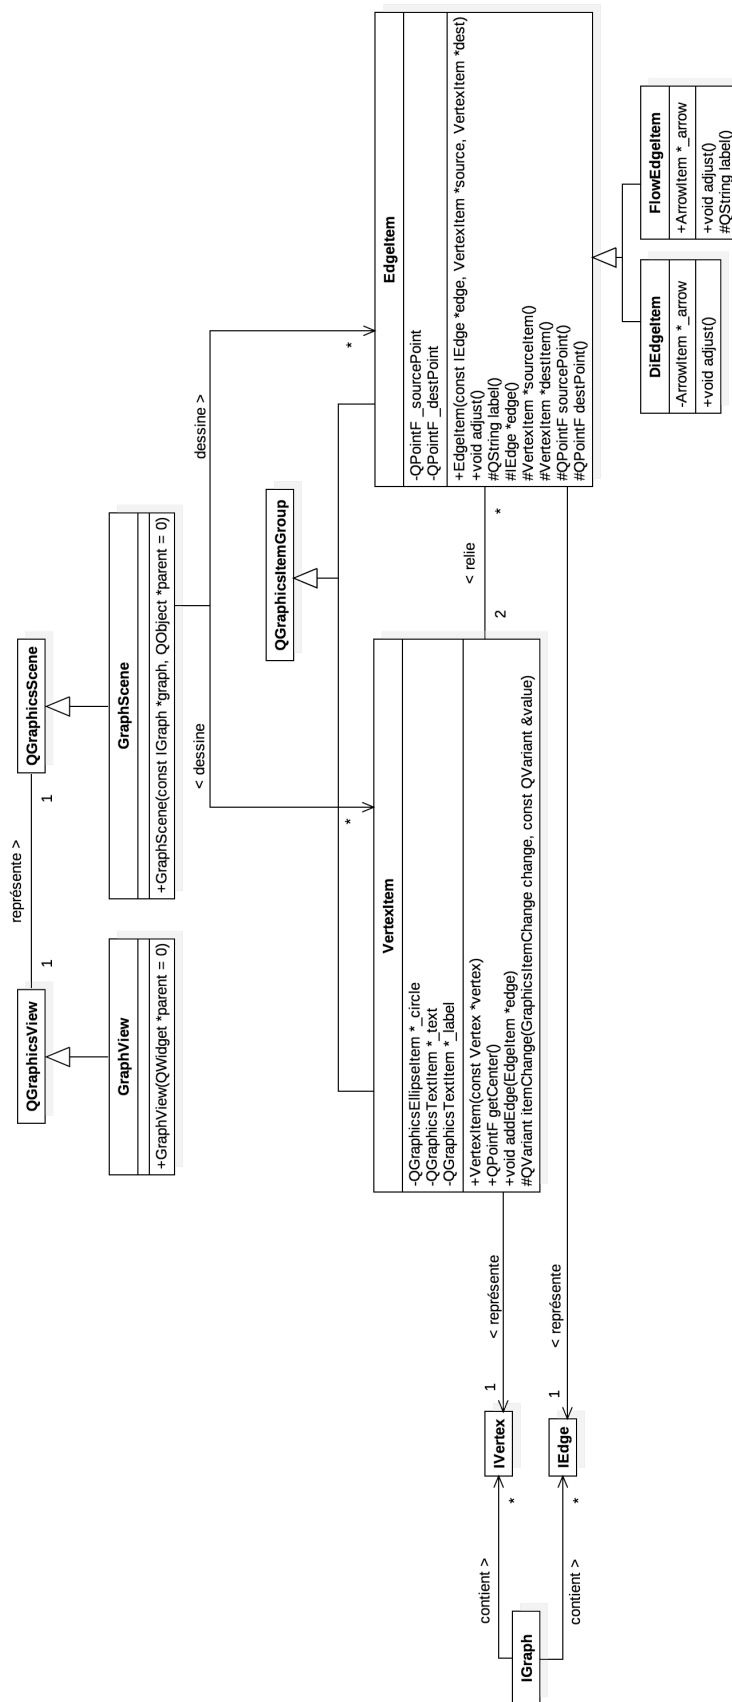 QGraphicsView
1
représente >
1
QGraphicsScene
GraphView
+GraphView(QWidget *parent = 0)
GraphScene
+GraphScene(const IGraph *graph, QObject *parent = 0)
< dessine
dessine >
*
*
QGraphicsItemGroup
VertexItem
-QGraphicsEllipseItem *_circle
-QGraphicsTextItem *_text
-QGraphicsTextItem *_label
+VertexItem(const Vertex *vertex)
+QPointF getCenter()
+void addEdge(EdgeItem *edge)
#QVariant itemChange(GraphicsItemChange change, const QVariant &value)
< relie
2
*
EdgeItem
-QPointF _sourcePoint
-QPointF _destPoint
+EdgeItem(const IEdge *edge, VertexItem *source, VertexItem *dest)
+void adjust()
#QString label()
#IEdge *edge()
#VertexItem *sourceItem()
#VertexItem *destItem()
#QPointF sourcePoint()
#QPointF destPoint()
IGraph
contient >
*
contient >
*
IVertex
1
< représente
IEdge
1
< représente
DiEdgeItem
-ArrowItem *_arrow
+void adjust()
FlowEdgeItem
+ArrowItem *_arrow
+void adjust()
#QString label()